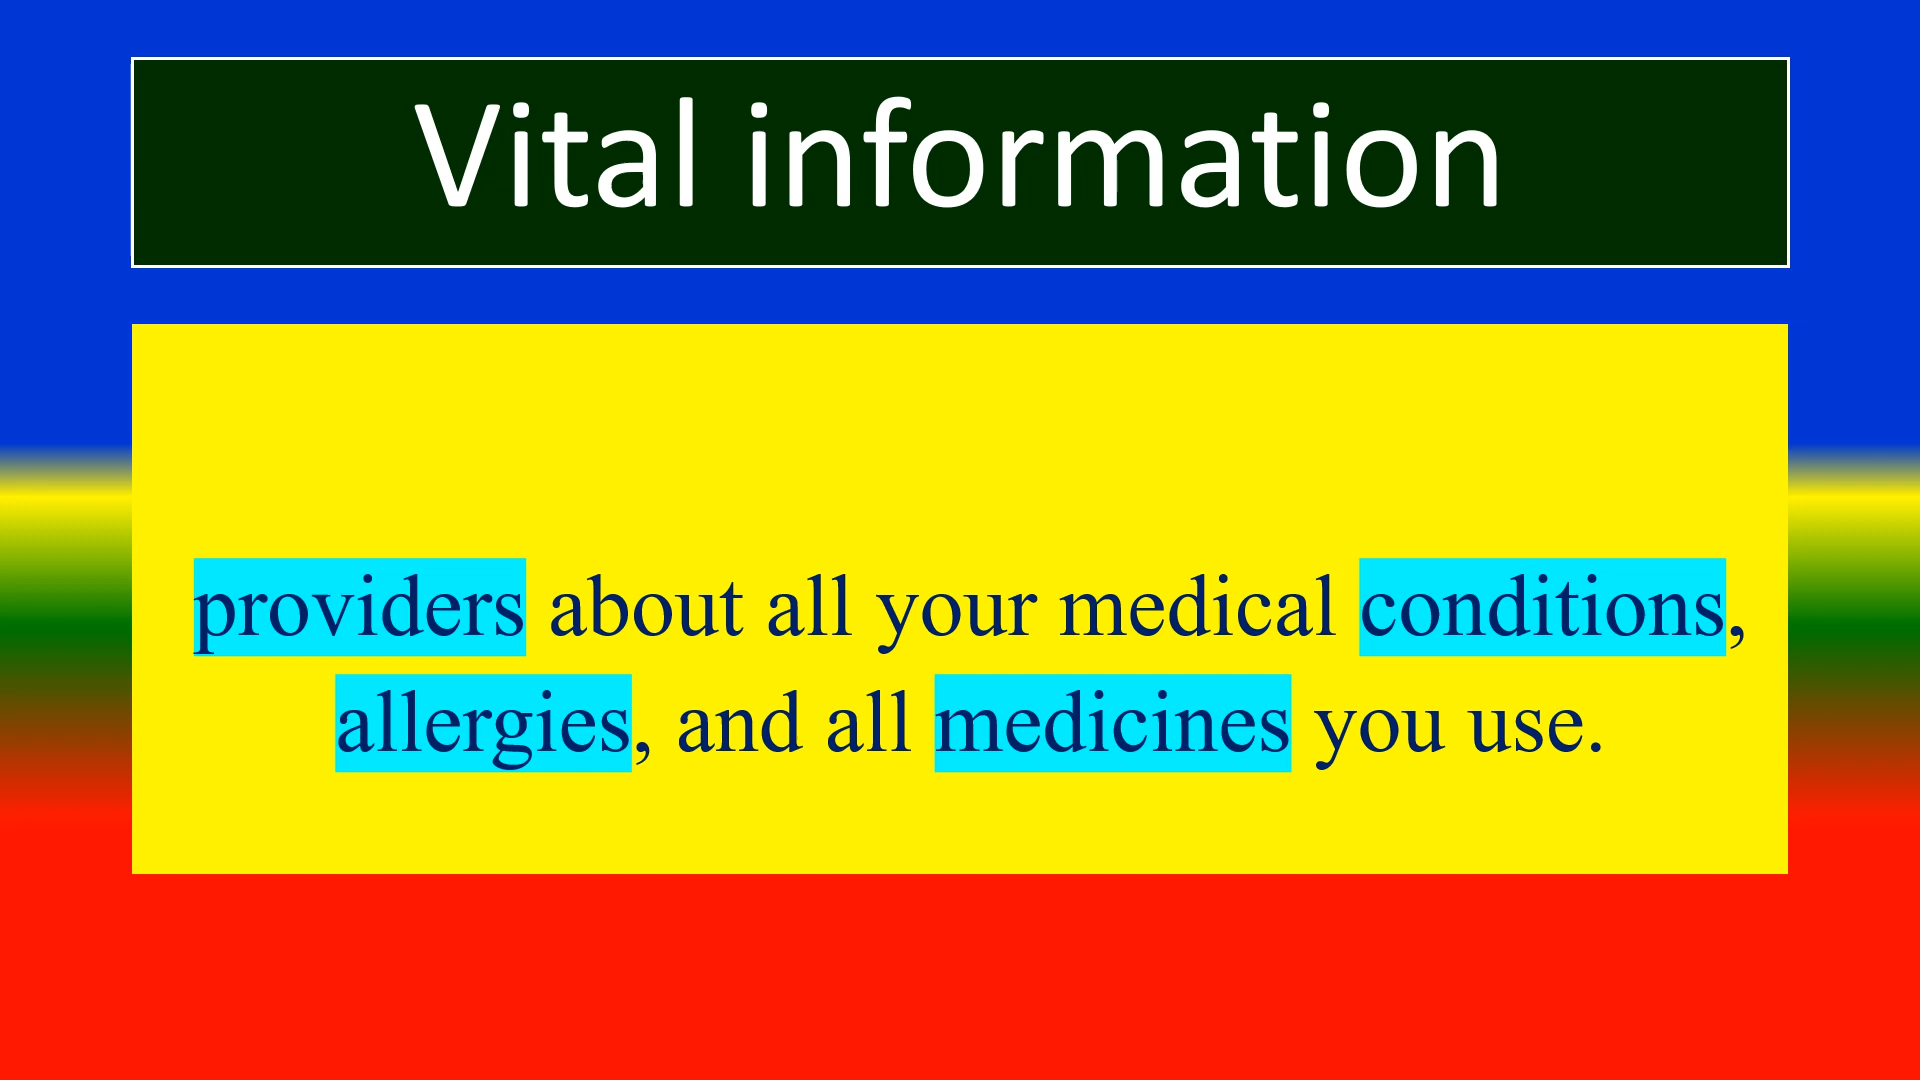 Vital information
providers about all your medical conditions,
allergies, and all medicines you use.